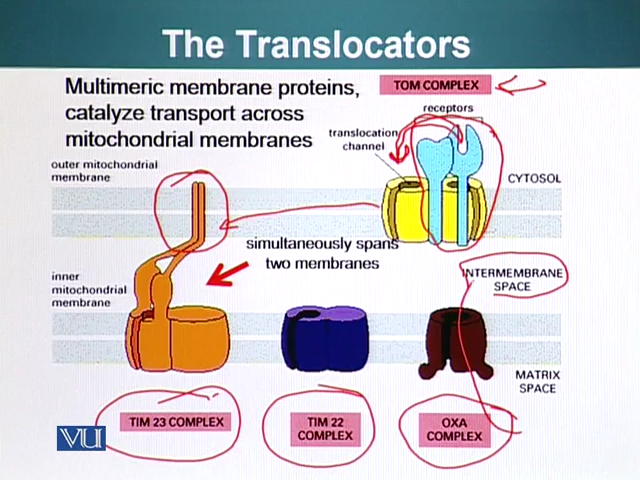 The Translocators
Multimeric membrane proteins,
catalyze transport across
mitochondrial membranes
TOM COMPLEX
receptors
translocation
channel
outer mitochondrial
membrane
CYTOSOL
simultaneously spans
two membranes
INTERMEMBRANE
SPACE
inner
mitochondrial
membrane
MATRIX
SPACE
TIM 23 COMPLEX
TIM 22
COMPLEX
OXA
COMPLEX
VU